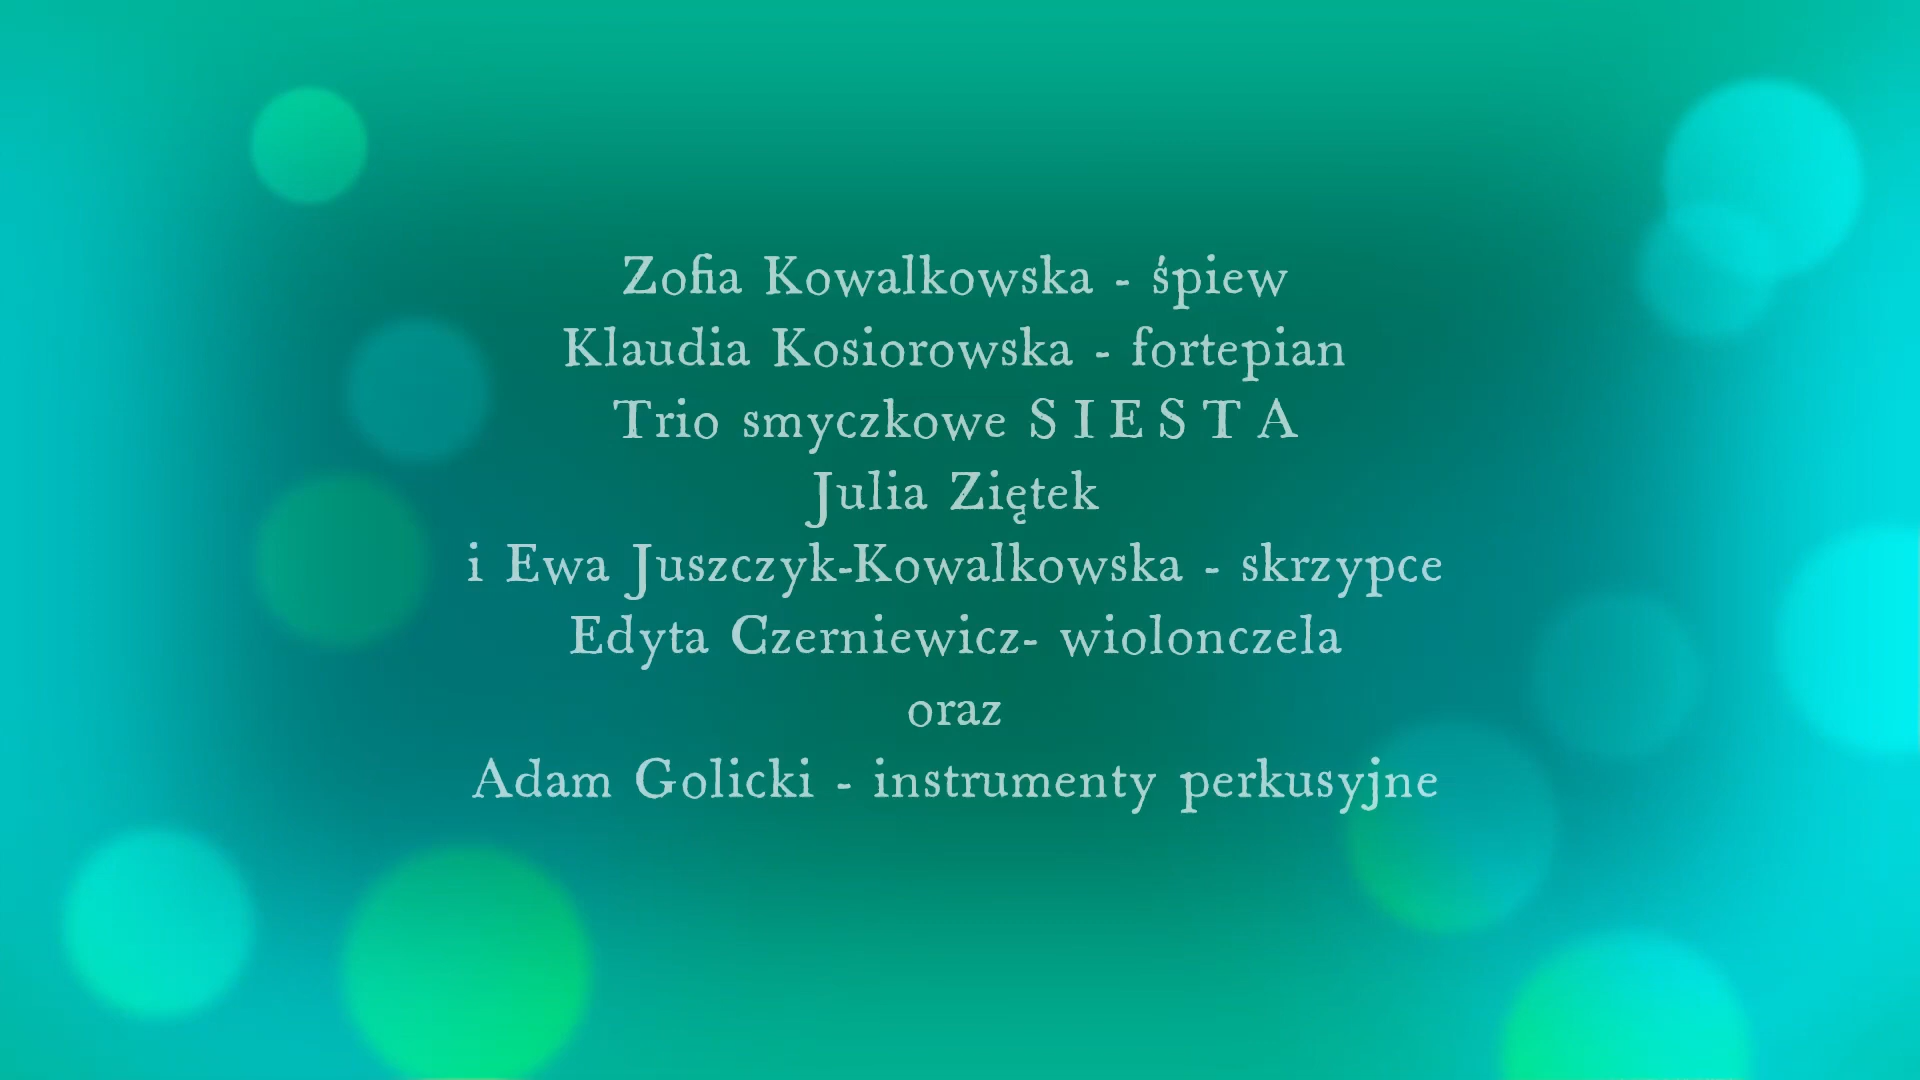 Zofia Kowalkowska - śpiew
Klaudia Kosiorowska - fortepian
Trio smyczkowe S I E S T A
Julia Ziętek
i Ewa Juszczyk-Kowalkowska - skrzypce
Edyta Czerniewicz- wiolonczela
oraz
Adam Golicki - instrumenty perkusyjne